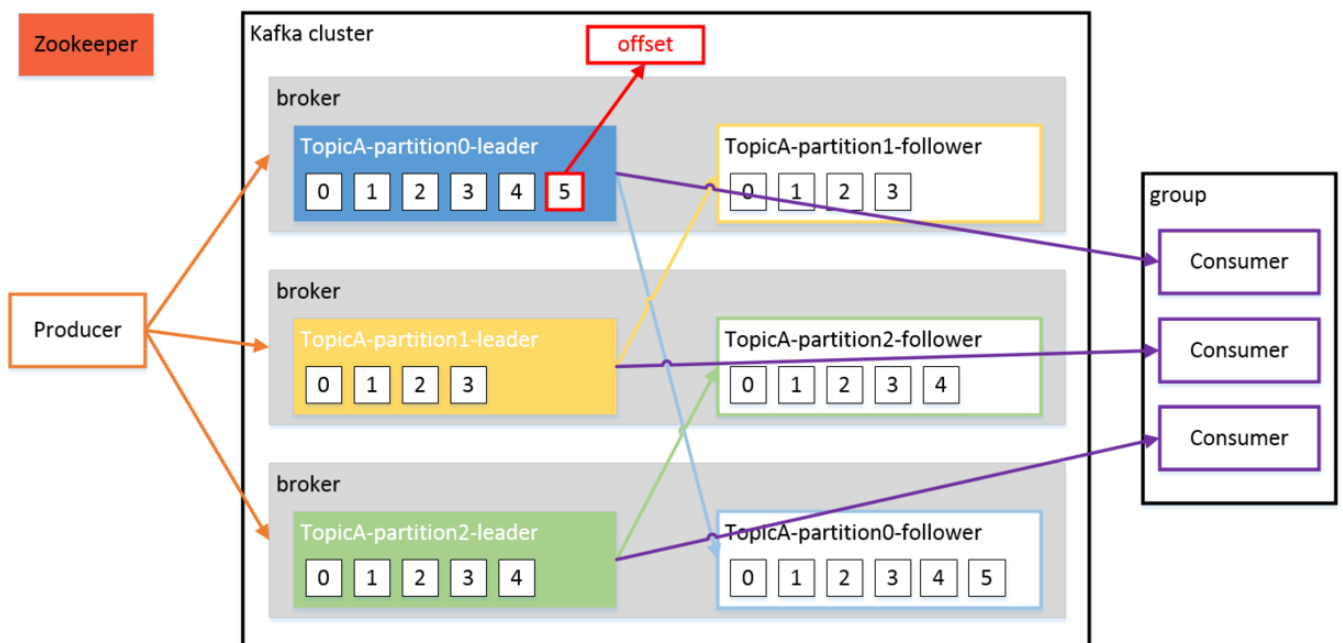 Zookeeper
Kafka cluster
offset
broker
TopicA-partition0-leader
0 1 2 3 4 5
TopicA-partition1-follower
0 1 2 3
broker
TopicA-partition1-leader
0 1 2 3
TopicA-partition2-follower
0 1 2 3 4
broker
TopicA-partition2-leader
0 1 2 3 4
TopicA-partition0-follower
0 1 2 3 4 5
Producer
group
Consumer
Consumer
Consumer